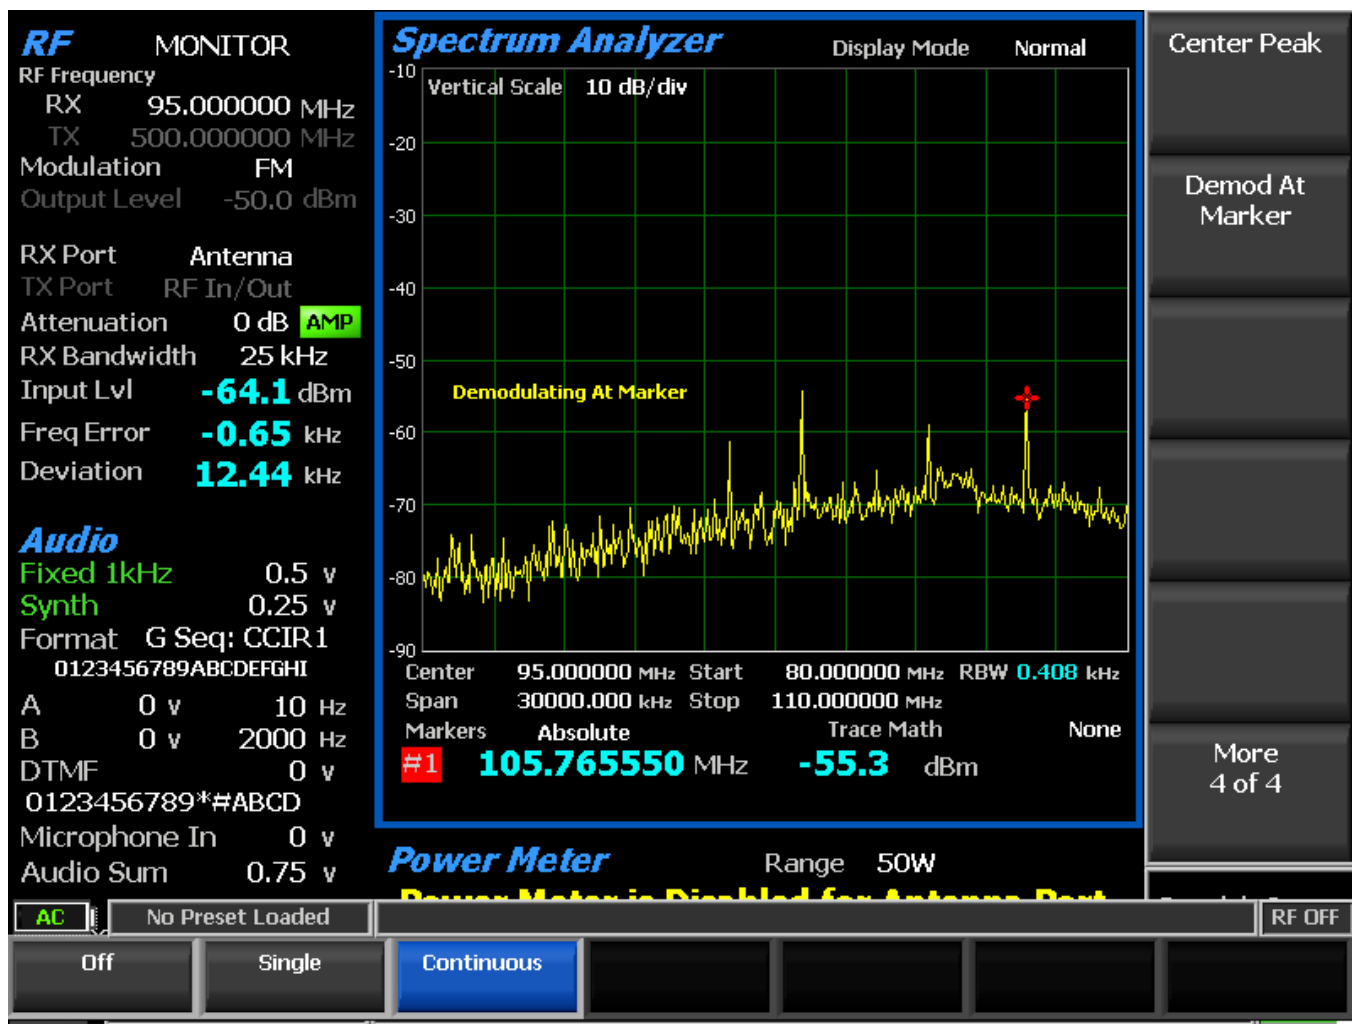 RF MONITOR
RF Frequency
RX 95.000000 MHz
TX 500.000000 MHz
Modulation FM
Output Level -50.0 dBm
RX Port Antenna
TX Port RF In/Out
Attenuation 0 dB AMP
RX Bandwidth 25 kHz
Input Lvl -64.1 dBm
Freq Error -0.65 kHz
Deviation 12.44 kHz
Audio
Fixed 1kHz 0.5 v
Synth 0.25 v
Format G Seq: CCIR1
0123456789ABCDEFGHI
A 0 v 10 Hz
B 0 v 2000 Hz
DTMF 0 v
0123456789*#ABCD
Microphone In 0 v
Audio Sum 0.75 v
Spectrum Analyzer Display Mode Normal
Vertical Scale 10 dB/div
-10
-20
-30
-40
-50
-60
-70
-80
-90
Demodulating At Marker
Center 95.000000 MHz Start 80.000000 MHz RBW 0.408 kHz
Span 30000.000 kHz Stop 110.000000 MHz
Markers Absolute Trace Math None
#1 105.765550 MHz -55.3 dBm
Power Meter Range 50W
Power Meter is Disabled for Antenna Port
Center Peak
Demod At
Marker
More
4 of 4
AC No Preset Loaded RF OFF
Off Single Continuous